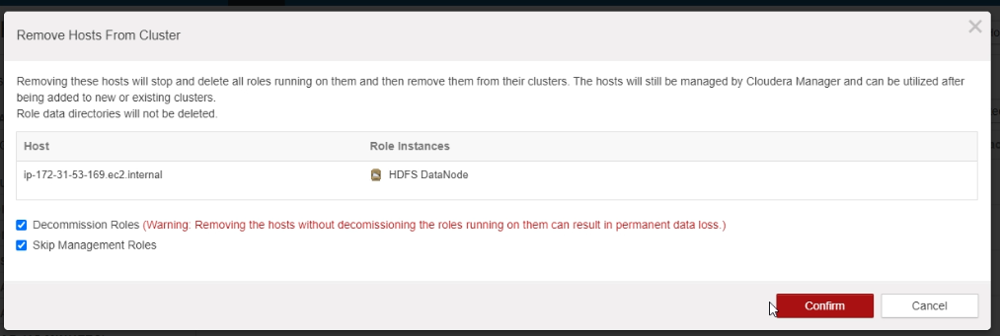 Remove Hosts From Cluster
Removing these hosts will stop and delete all roles running on them and then remove them from their clusters. The hosts will still be managed by Cloudera Manager and can be utilized after
being added to new or existing clusters.
Role data directories will not be deleted.
Host Role Instances
ip-172-31-53-169.ec2.internal HDFS DataNode
Decommission Roles (Warning: Removing the hosts without decomissioning the roles running on them can result in permanent data loss.)
Skip Management Roles
Confirm Cancel